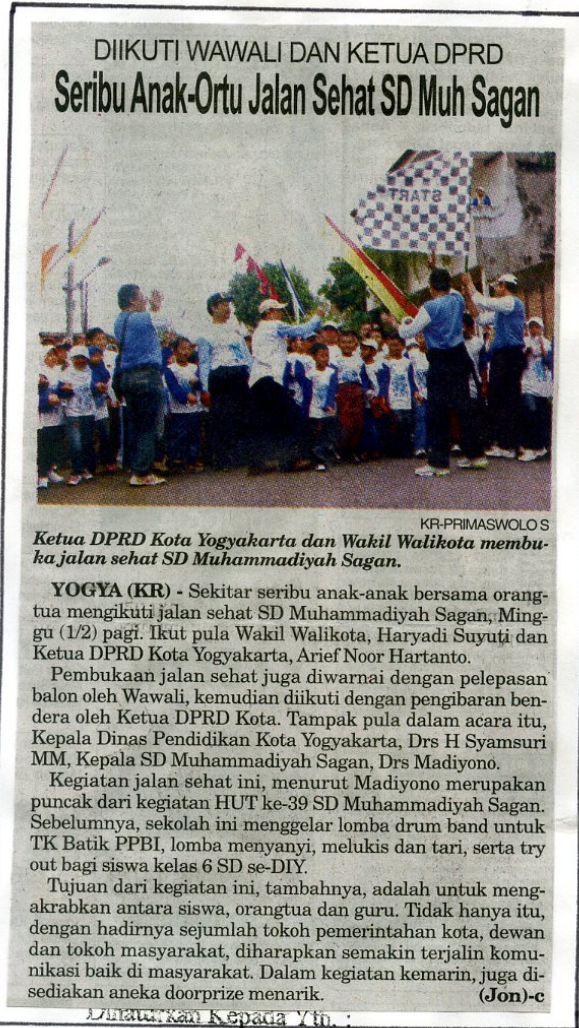 DIIKUTI WAWALI DAN KETUA DPRD
Seribu Anak-Ortu Jalan Sehat SD Muh Sagan
START
KR-PRIMASWOLO S
Ketua DPRD Kota Yogyakarta dan Wakil Walikota membu-
ka jalan sehat SD Muhammadiyah Sagan.
YOGYA (KR) - Sekitar seribu anak-anak bersama orang-
tua mengikuti jalan sehat SD Muhammadiyah Sagan, Ming-
gu (1/2) pagi. Ikut pula Wakil Walikota, Haryadi Suyuti dan
Ketua DPRD Kota Yogyakarta, Arief Noor Hartanto.
Pembukaan jalan sehat juga diwarnai dengan pelepasan
balon oleh Wawali, kemudian diikuti dengan pengibaran ben-
dera oleh Ketua DPRD Kota. Tampak pula dalam acara itu,
Kepala Dinas Pendidikan Kota Yogyakarta, Drs H Syamsuri
MM, Kepala SD Muhammadiyah Sagan, Drs Madiyono.
Kegiatan jalan sehat ini, menurut Madiyono merupakan
puncak dari kegiatan HUT ke-39 SD Muhammadiyah Sagan.
Sebelumnya, sekolah ini menggelar lomba drum band untuk
TK Batik PPBI, lomba menyanyi, melukis dan tari, serta try
out bagi siswa kelas 6 SD se-DIY.
Tujuan dari kegiatan ini, tambahnya, adalah untuk meng-
akrabkan antara siswa, orangtua dan guru. Tidak hanya itu,
dengan hadirnya sejumlah tokoh pemerintahan kota, dewan
dan tokoh masyarakat, diharapkan semakin terjalin komu-
nikasi baik di masyarakat. Dalam kegiatan kemarin, juga di-
sediakan aneka doorprize menarik. (Jon)-c
Dihaturkan Kepada Yth. :